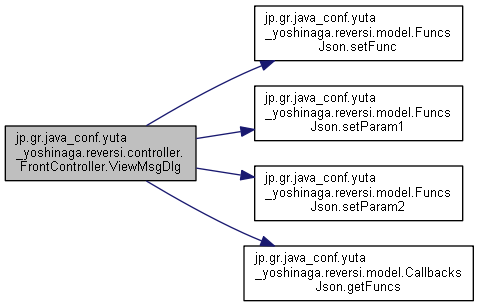 jp.gr.java_conf.yuta
_yoshinaga.reversi.model.Funcs
Json.setFunc
jp.gr.java_conf.yuta
_yoshinaga.reversi.model.Funcs
Json.setParam1
jp.gr.java_conf.yuta
_yoshinaga.reversi.controller.
FrontController.ViewMsgDlg
jp.gr.java_conf.yuta
_yoshinaga.reversi.model.Funcs
Json.setParam2
jp.gr.java_conf.yuta
_yoshinaga.reversi.model.Callbacks
Json.getFuncs